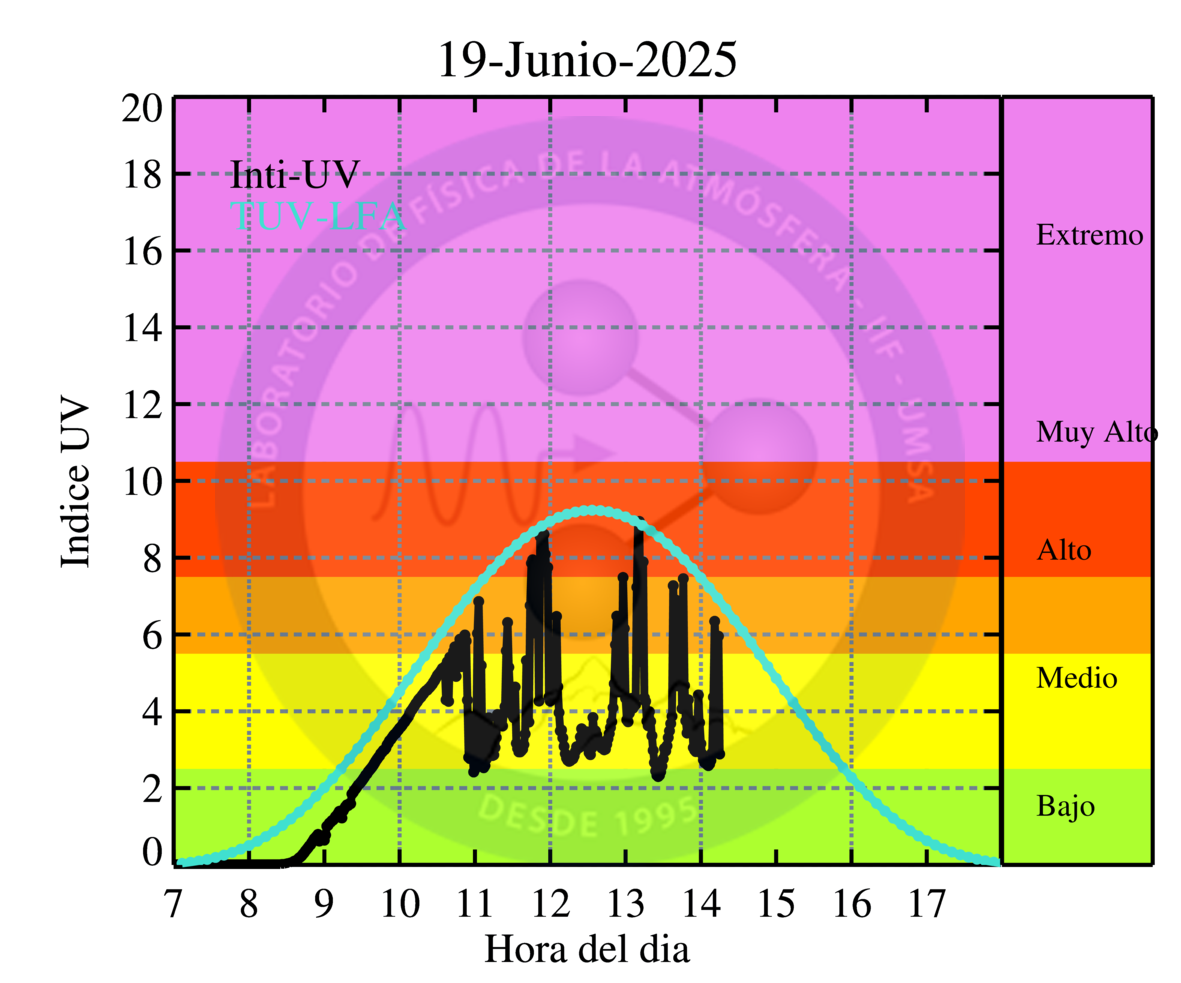 19-Junio-2025
20
18
16
14
12
10
8
6
4
2
0
Indice UV
Inti-UV
TUV-LFA
LABORATORIO DE FÍSICA DE LA ATMÓSFERA - IIF - UMSA
DESDE 1995
Extremo
Muy Alto
Alto
Medio
Bajo
7 8 9 10 11 12 13 14 15 16 17
Hora del dia